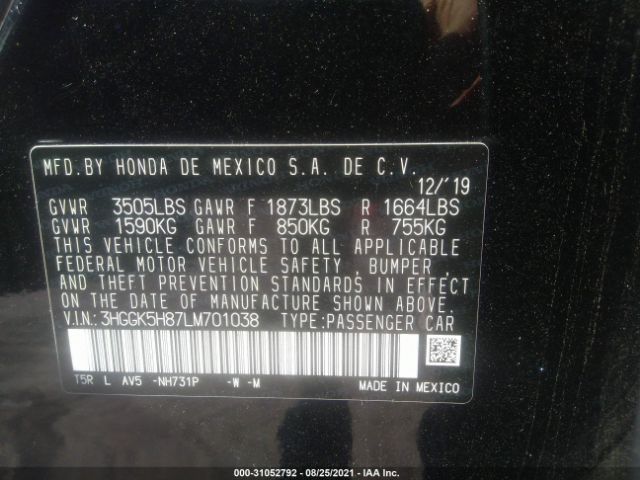 MFD.BY HONDA DE MEXICO S.A. DE C.V.
12/'19
GVWR 3505LBS GAWR F 1873LBS R 1664LBS
GVWR 1590KG GAWR F 850KG R 755KG
THIS VEHICLE CONFORMS TO ALL APPLICABLE
FEDERAL MOTOR VEHICLE SAFETY , BUMPER ,
AND THEFT PREVENTION STANDARDS IN EFFECT
ON THE DATE OF MANUFACTURE SHOWN ABOVE.
V.I.N.: 3HGGK5H87LM701038 TYPE:PASSENGER CAR
T5R L AV5 -NH731P -W -M MADE IN MEXICO
000-31052792 - 08/25/2021 - IAA Inc.